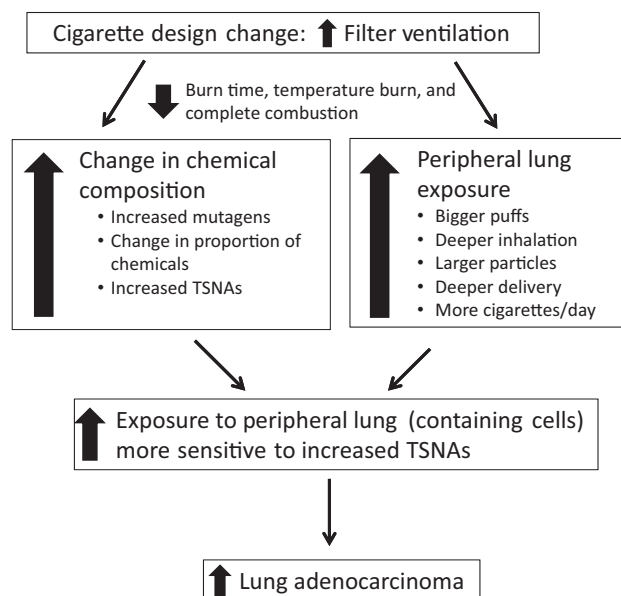 Cigarette design change: Filter ventilation
Burn time, temperature burn, and
complete combustion
Change in chemical
composition
• Increased mutagens
• Change in proportion of
chemicals
• Increased TSNAs
Peripheral lung
exposure
• Bigger puffs
• Deeper inhalation
• Larger particles
• Deeper delivery
• More cigarettes/day
Exposure to peripheral lung (containing cells)
more sensitive to increased TSNAs
Lung adenocarcinoma